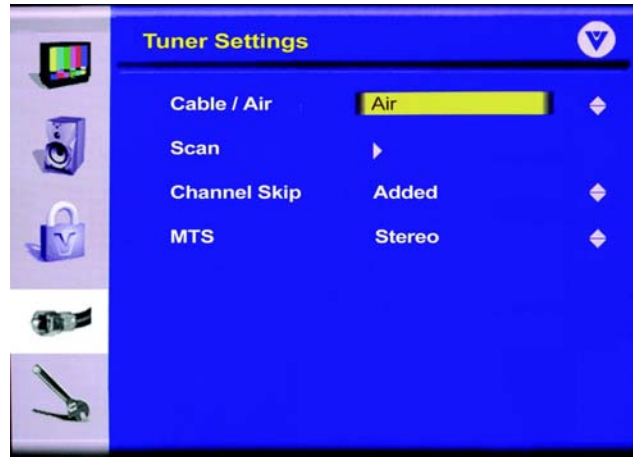 Tuner Settings
V
Cable / Air Air
Scan
Channel Skip Added
MTS Stereo
V